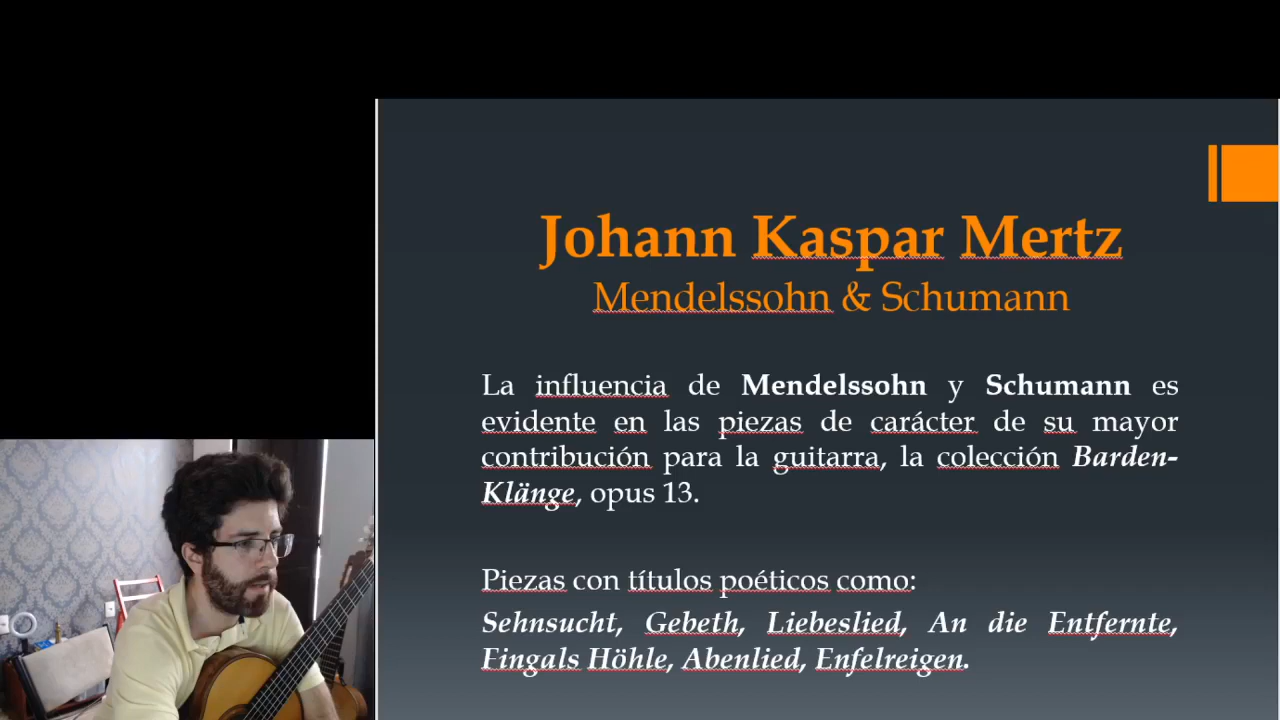 Johann Kaspar Mertz
Mendelssohn & Schumann
La influencia de Mendelssohn y Schumann es
evidente en las piezas de carácter de su mayor
contribución para la guitarra, la colección Barden-
Klänge, opus 13.
Piezas con títulos poéticos como:
Sehnsucht, Gebeth, Liebeslied, An die Entfernte,
Fingals Höhle, Abenlied, Enfelreigen.